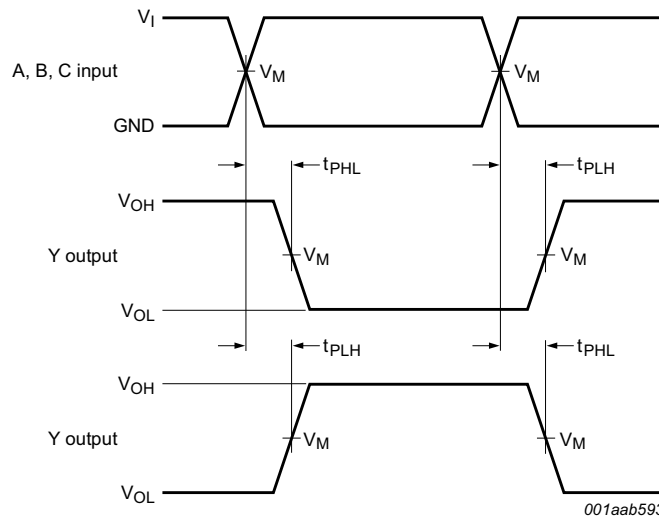 VI
A, B, C input
VM
VM
GND
tPHL
tPLH
VOH
Y output
VM
VM
VOL
tPLH
tPHL
VOH
Y output
VM
VM
VOL
001aab593